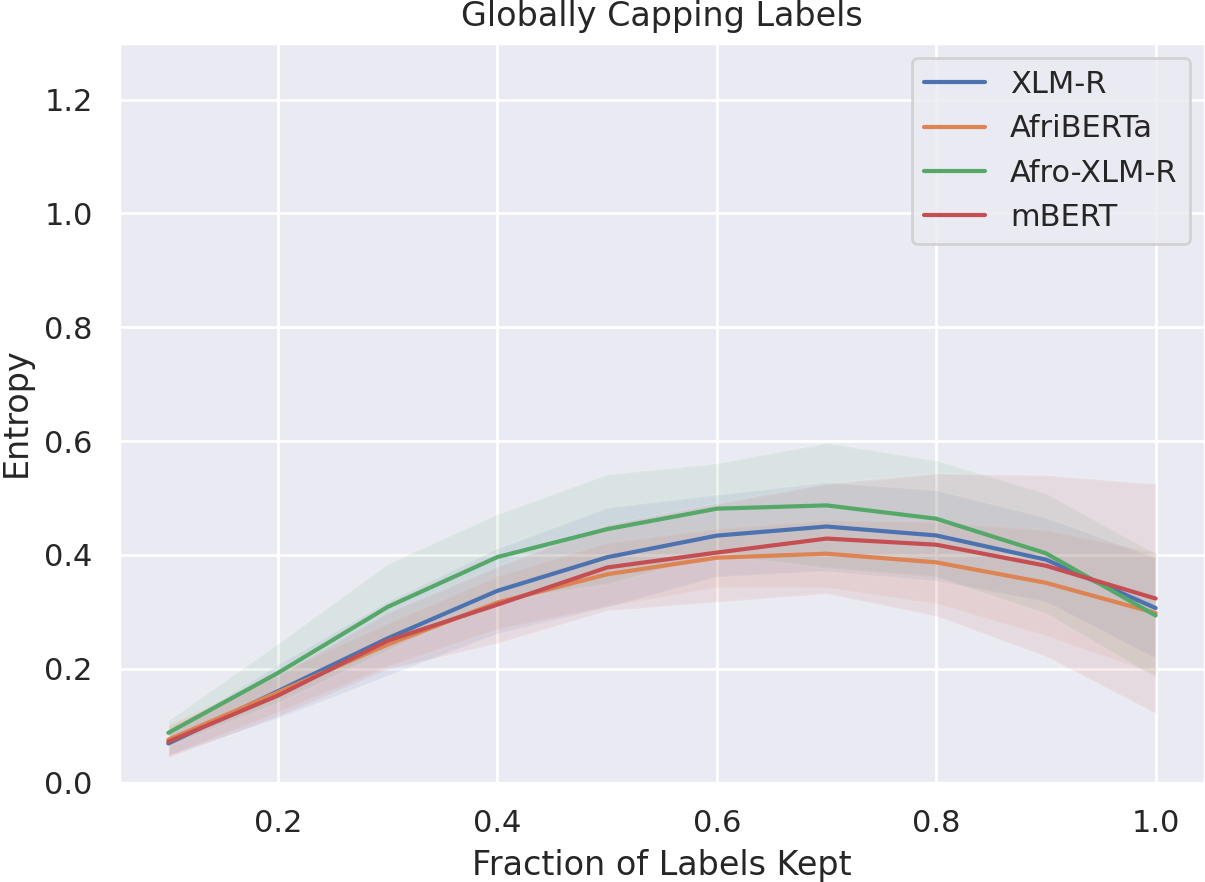 Globally Capping Labels
XLM-R
AfriBERTa
Afro-XLM-R
mBERT
1.2
1.0
0.8
0.6
0.4
0.2
0.0
Entropy
0.2 0.4 0.6 0.8 1.0
Fraction of Labels Kept